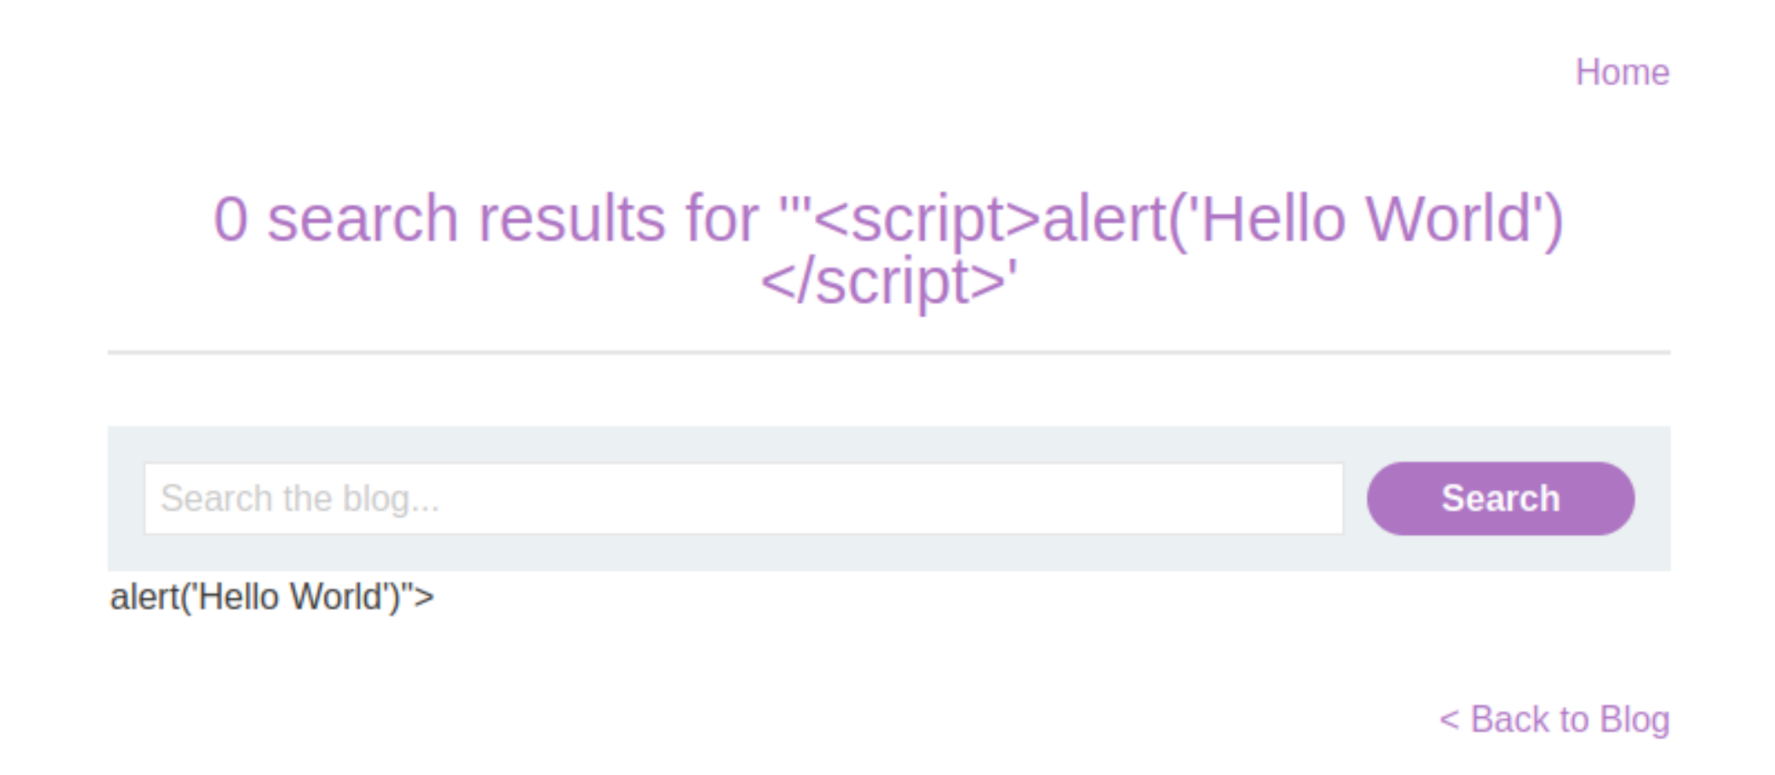 Home
0 search results for '"'<script>alert('Hello World')
</script>'
Search the blog...
Search
alert('Hello World')">
< Back to Blog